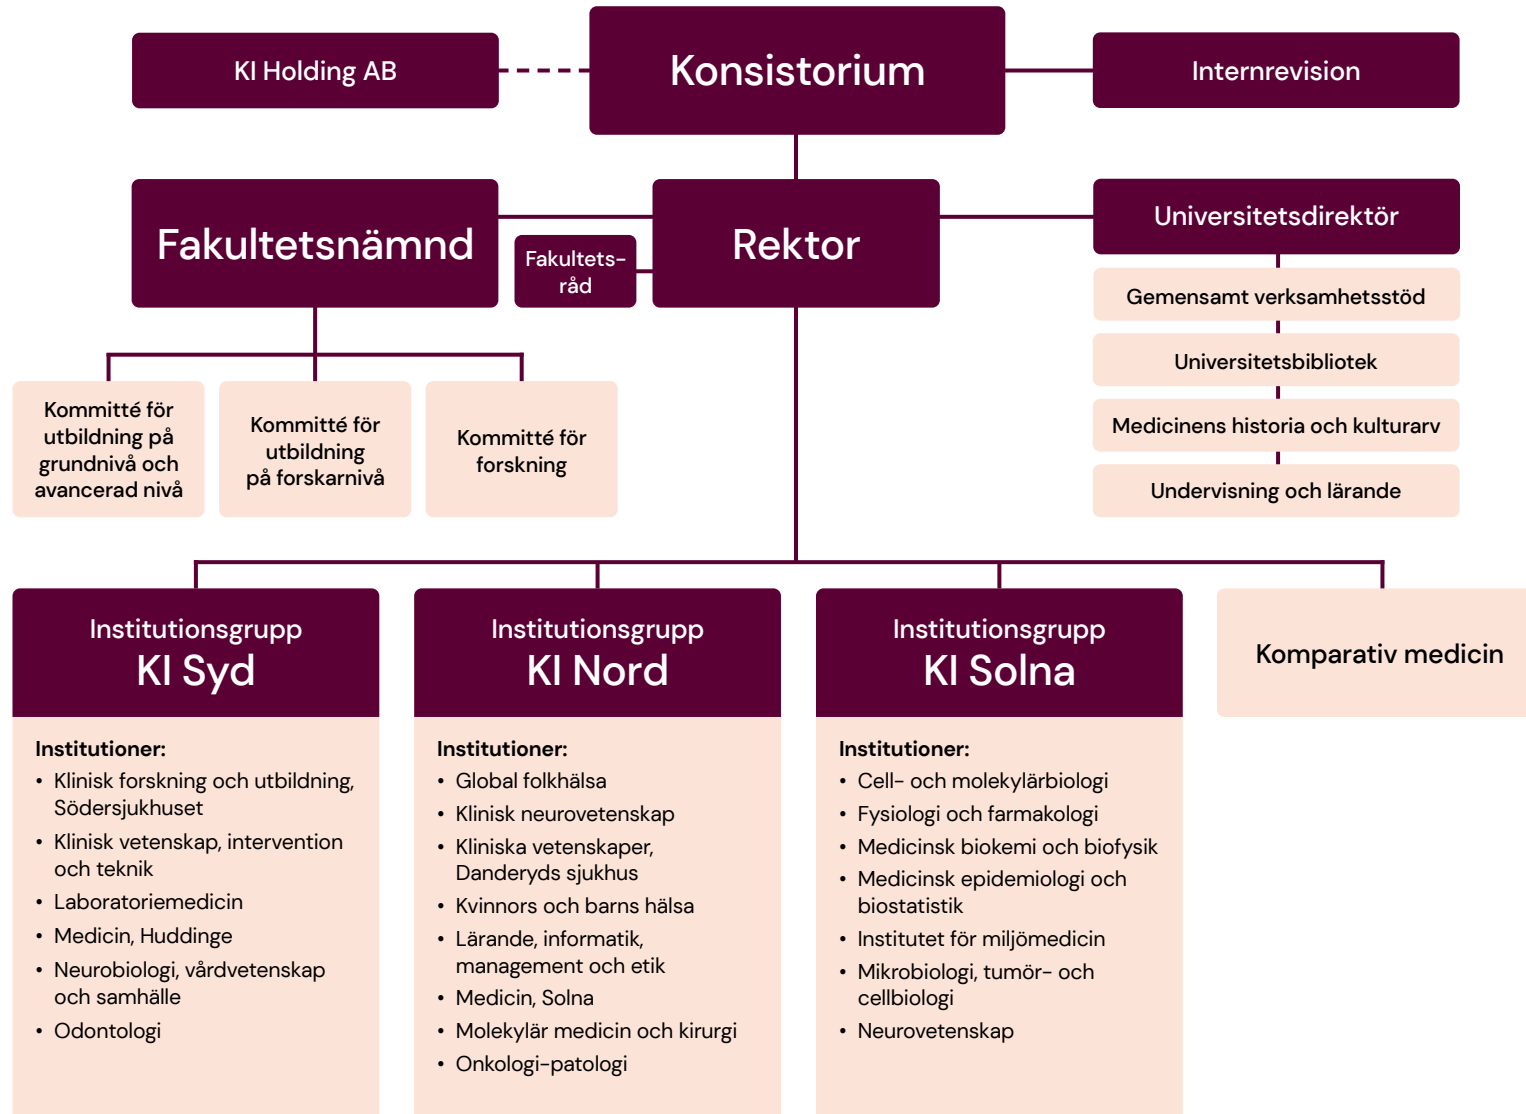 KI Holding AB
Konsistorium
Internrevision
Fakultetsnämnd
Fakultets-
råd
Rektor
Universitetsdirektör
Gemensamt verksamhetsstöd
Universitetsbibliotek
Medicinens historia och kulturarv
Undervisning och lärande
Kommitté för
utbildning på
grundnivå och
avancerad nivå
Kommitté för
utbildning
på forskarnivå
Kommitté för
forskning
Institutionsgrupp
KI Syd
Institutioner:
• Klinisk forskning och utbildning,
Södersjukhuset
• Klinisk vetenskap, intervention
och teknik
• Laboratoriemedicin
• Medicin, Huddinge
• Neurobiologi, vårdvetenskap
och samhälle
• Odontologi
Institutionsgrupp
KI Nord
Institutioner:
• Global folkhälsa
• Klinisk neurovetenskap
• Kliniska vetenskaper,
Danderyds sjukhus
• Kvinnors och barns hälsa
• Lärande, informatik,
management och etik
• Medicin, Solna
• Molekylär medicin och kirurgi
• Onkologi-patologi
Institutionsgrupp
KI Solna
Institutioner:
• Cell- och molekylärbiologi
• Fysiologi och farmakologi
• Medicinsk biokemi och biofysik
• Medicinsk epidemiologi och
biostatistik
• Institutet för miljömedicin
• Mikrobiologi, tumör- och
cellbiologi
• Neurovetenskap
Komparativ medicin